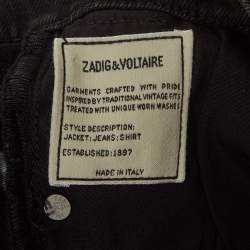 ZADIG&VOLTAIRE
GARMENTS CRAFTED WITH PRIDE
INSPIRED BY TRADITIONAL VINTAGE FITS
TREATED WITH UNIQUE WORN WASHES
STYLE DESCRIPTION:
JACKET; JEANS; SHIRT
ESTABLISHED: 1997
MADE IN ITALY